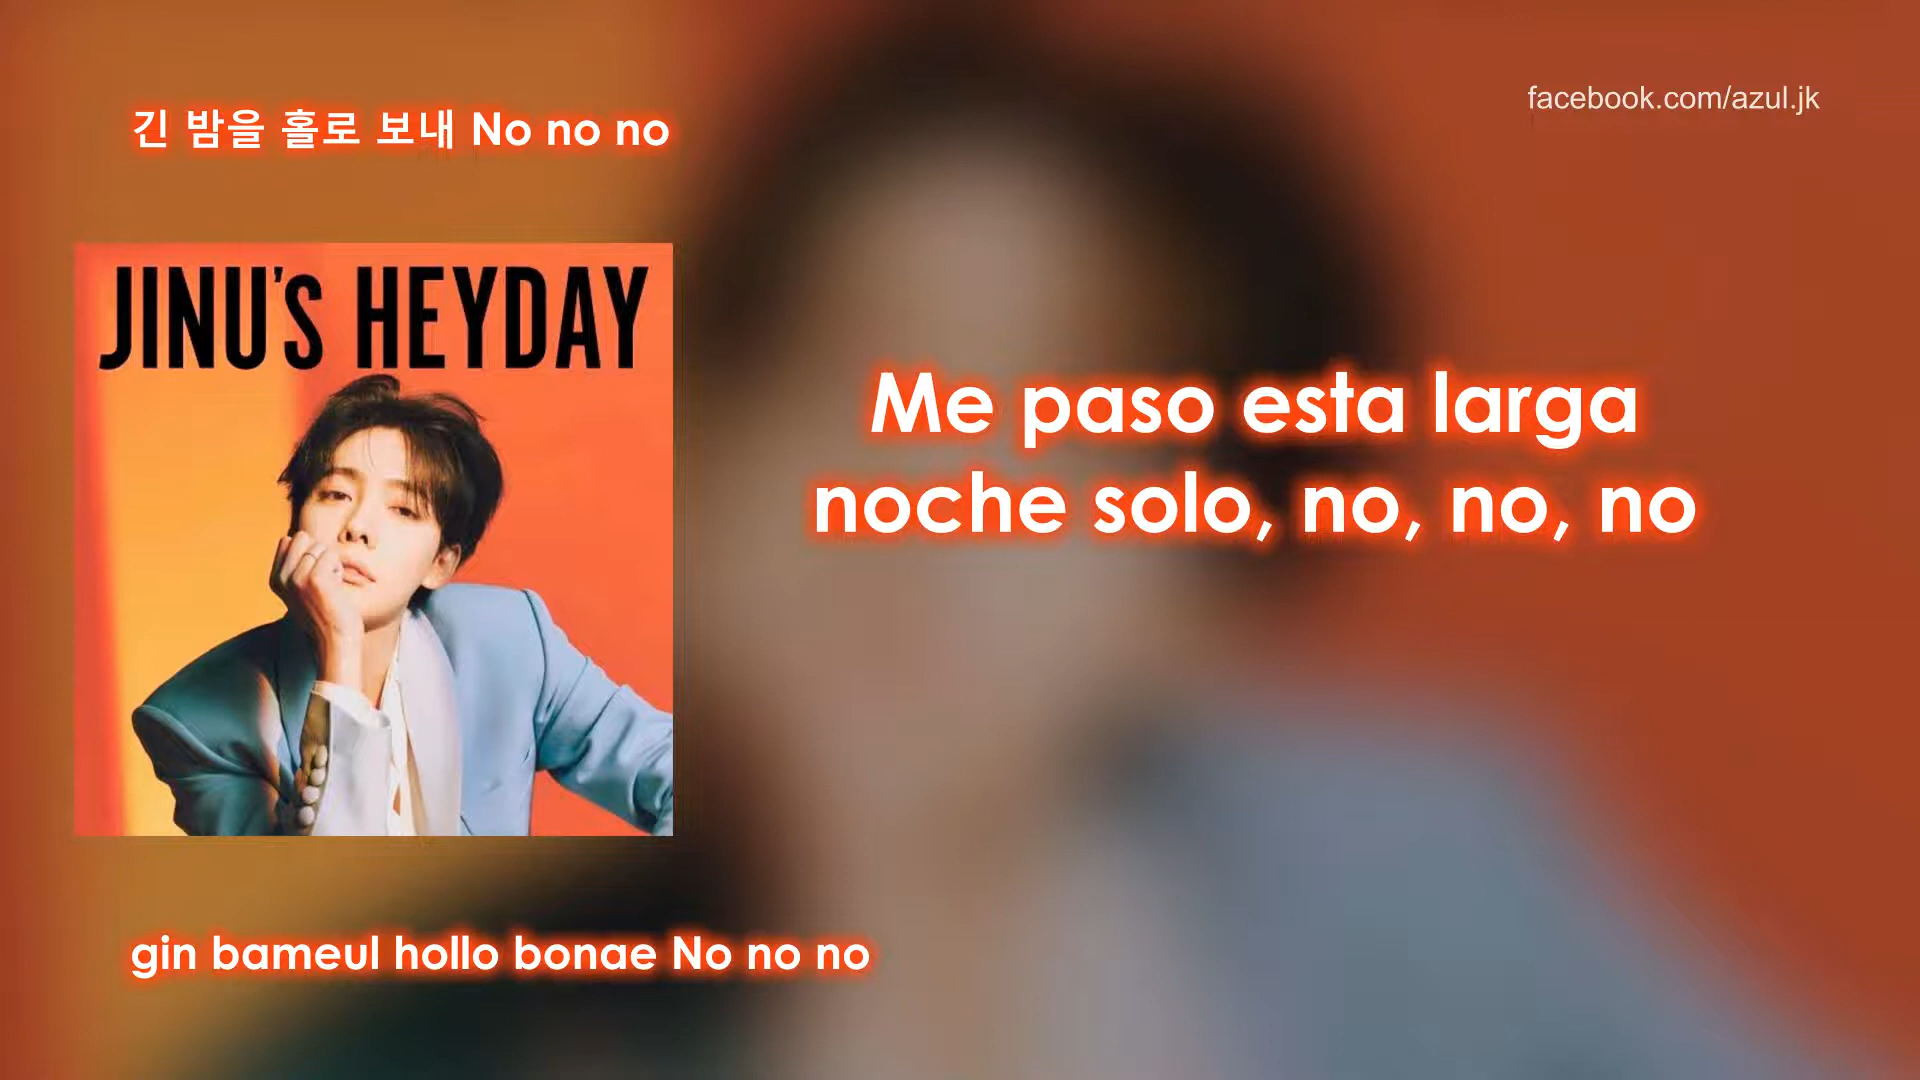 긴 밤을 홀로 보내 No no no
facebook.com/azul.jk
JINU'S HEYDAY
Me paso esta larga
noche solo, no, no, no
gin bameul hollo bonae No no no